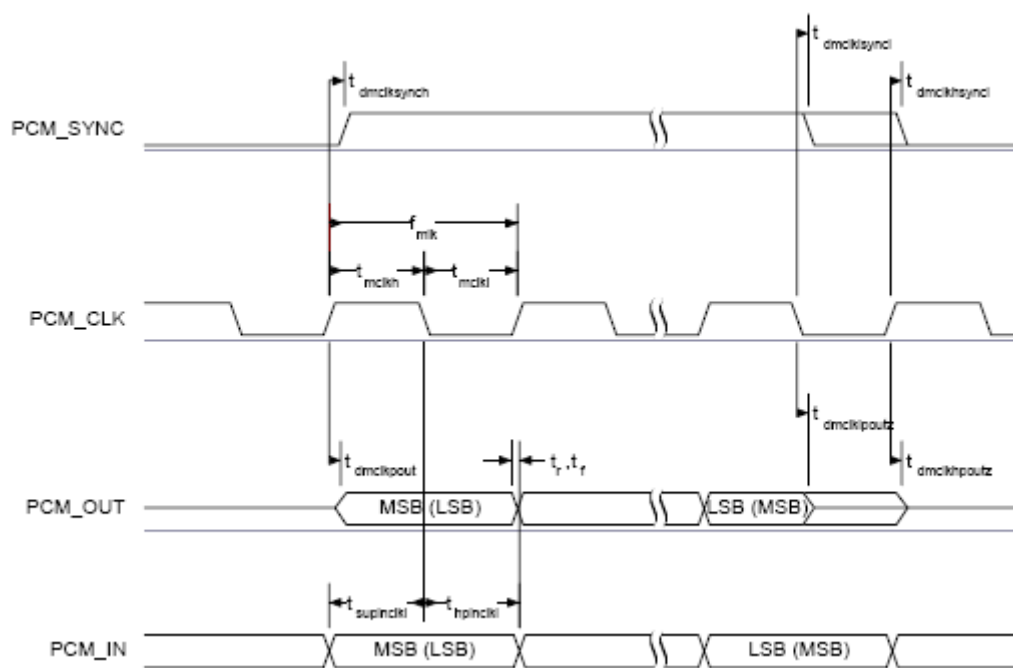 t dmclklsyncl
t dmclksynch
t dmclkhsyncl
PCM_SYNC
f mlk
t mclkh
t mclkl
PCM_CLK
t dmclklpoutz
t dmclkpout
t r ,t f
t dmclkhpoutz
PCM_OUT
MSB (LSB)
LSB (MSB)
t supinclkl
t hpinclkl
PCM_IN
MSB (LSB)
LSB (MSB)